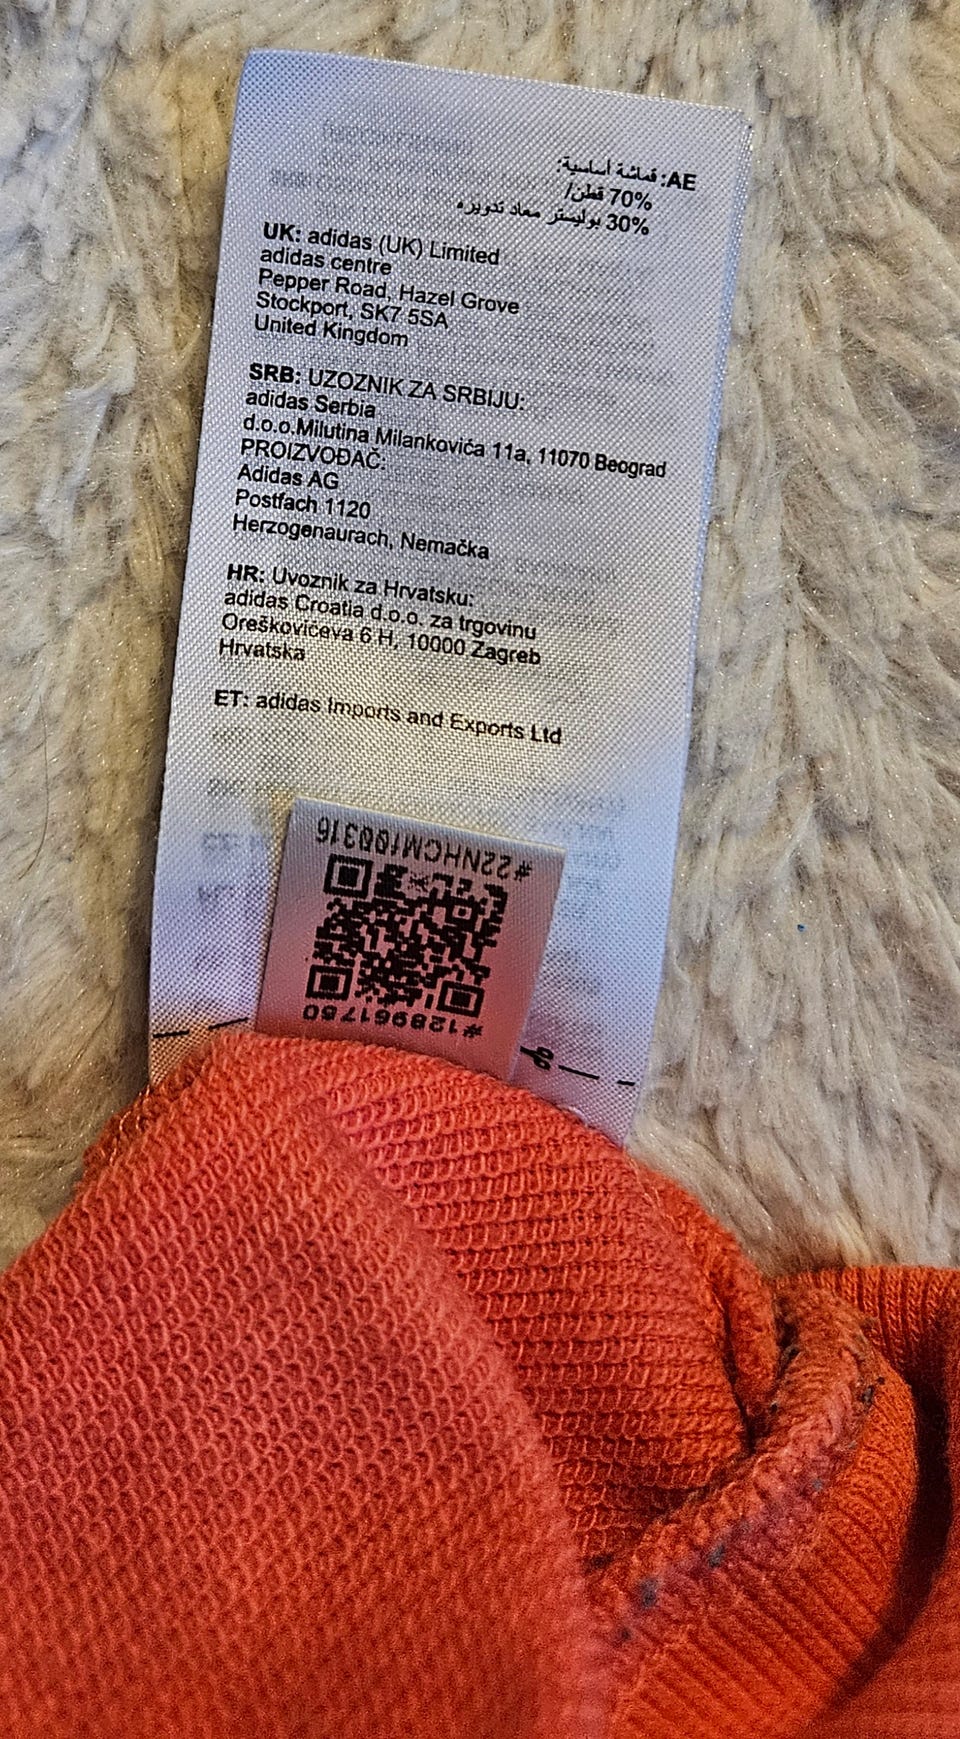 AE: قماشة أساسية:
70% قطن/
30% بوليستر معاد تدويره
UK: adidas (UK) Limited
adidas centre
Pepper Road, Hazel Grove
Stockport, SK7 5SA
United Kingdom
SRB: UZOZNIK ZA SRBIJU:
adidas Serbia
d.o.o.Milutina Milankovića 11a, 11070 Beograd
PROIZVOĐAČ:
Adidas AG
Postfach 1120
Herzogenaurach, Nemačka
HR: Uvoznik za Hrvatsku:
adidas Croatia d.o.o. za trgovinu
Oreškovićeva 6 H, 10000 Zagreb
Hrvatska
ET: adidas Imports and Exports Ltd
#22NHCM100316
#128961780